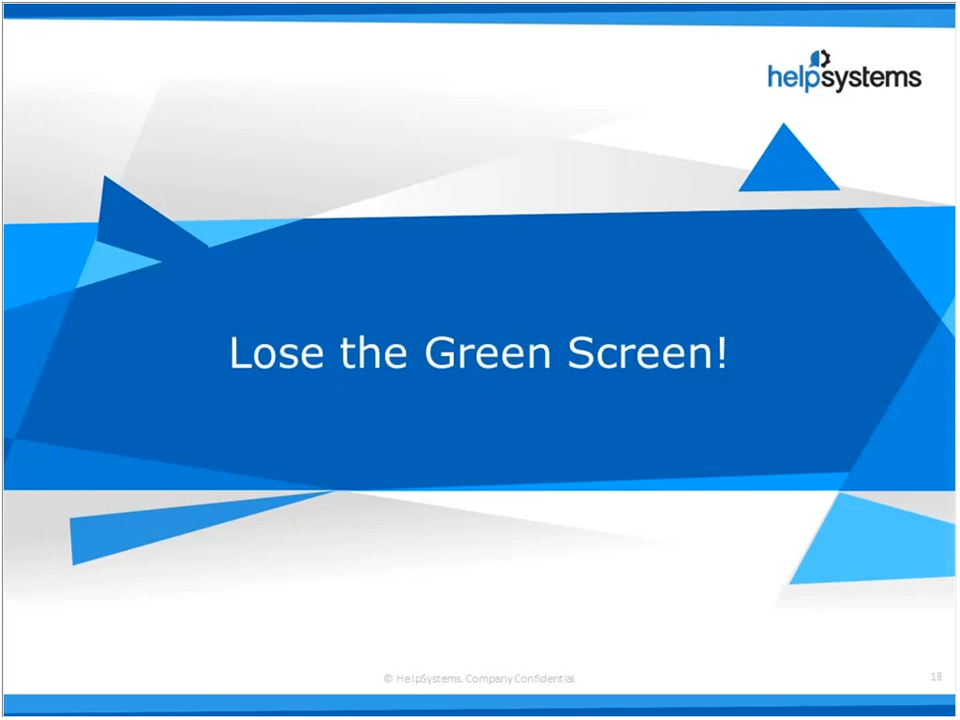 helpsystems
Lose the Green Screen!
© HelpSystems. Company Confidential.
18